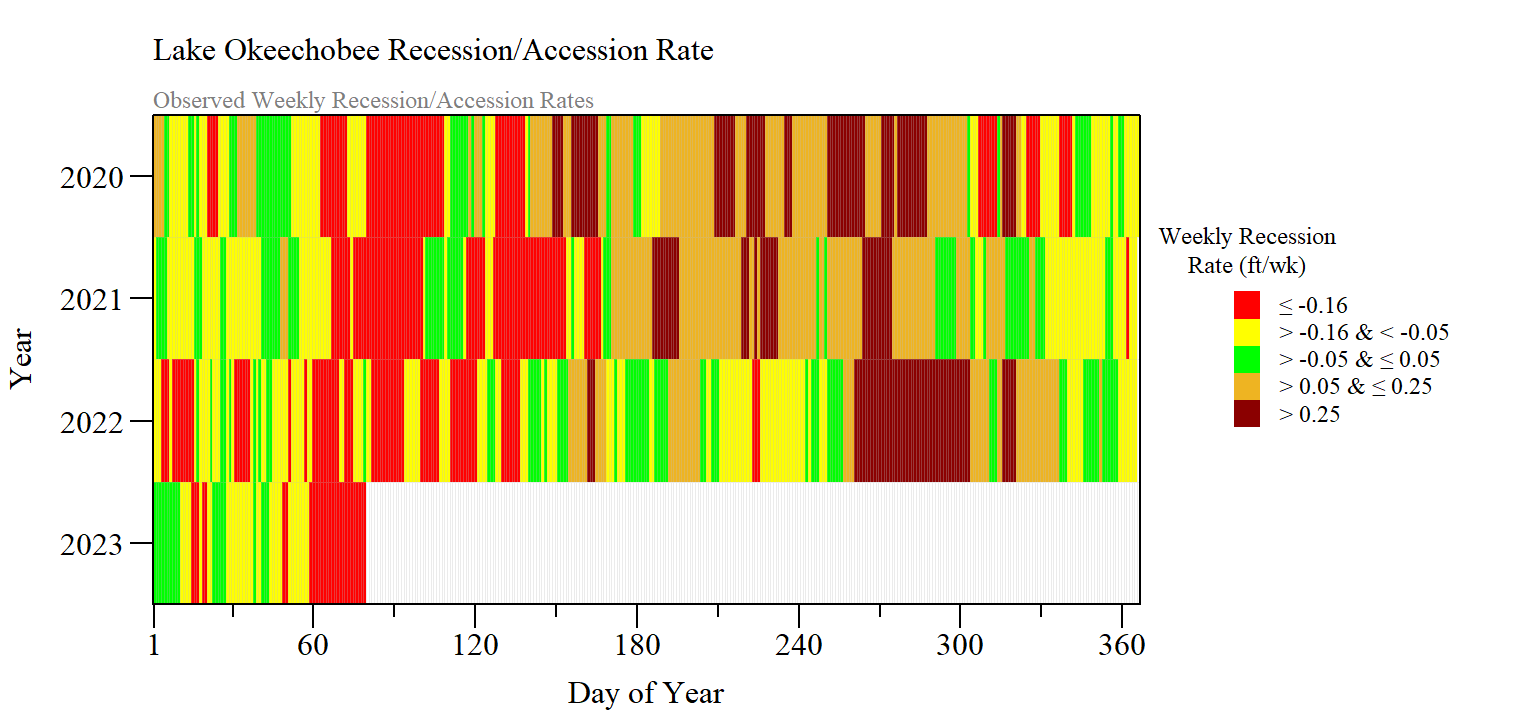 Lake Okeechobee Recession/Accession Rate
Observed Weekly Recession/Accession Rates
2020
2021
2022
2023
Year
1 60 120 180 240 300 360
Day of Year
Weekly Recession
Rate (ft/wk)
≤ -0.16
> -0.16 & < -0.05
> -0.05 & ≤ 0.05
> 0.05 & ≤ 0.25
> 0.25